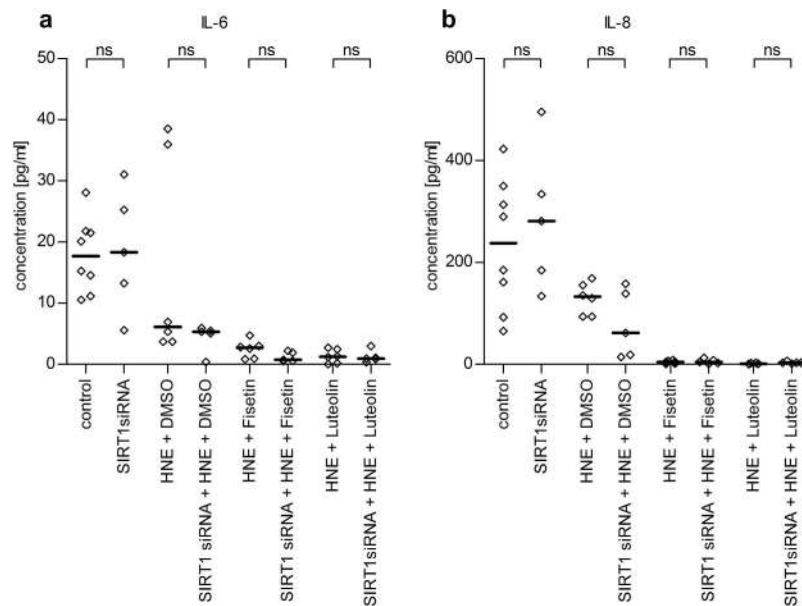 a
IL-6
ns ns ns ns
50
40
30
20
10
0
concentration [pg/ml]
control
SIRT1siRNA
HNE + DMSO
SIRT1 siRNA + HNE + DMSO
HNE + Fisetin
SIRT1 siRNA + HNE + Fisetin
HNE + Luteolin
SIRT1siRNA + HNE + Luteolin
b
IL-8
ns ns ns ns
600
400
200
0
concentration [pg/ml]
control
SIRT1siRNA
HNE + DMSO
SIRT1 siRNA + HNE + DMSO
HNE + Fisetin
SIRT1 siRNA + HNE + Fisetin
HNE + Luteolin
SIRT1siRNA + HNE + Luteolin